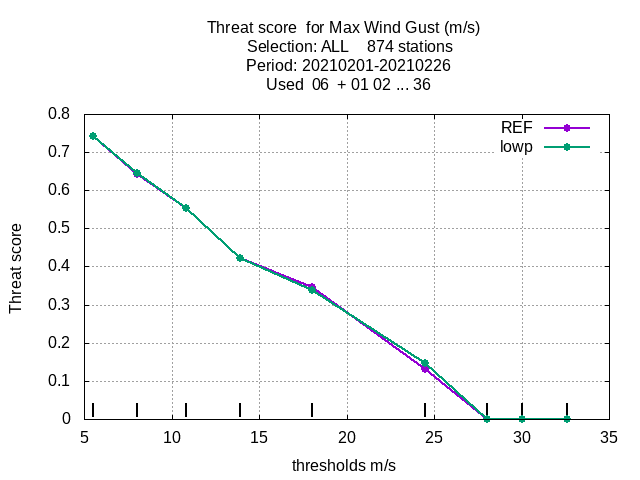 Threat score  for Max Wind Gust (m/s)
Selection: ALL    874 stations
Period: 20210201-20210226
Used  06  + 01 02 ... 36
REF
lowp
0.8
0.7
0.6
0.5
0.4
0.3
0.2
0.1
0
Threat score
5 10 15 20 25 30 35
thresholds m/s